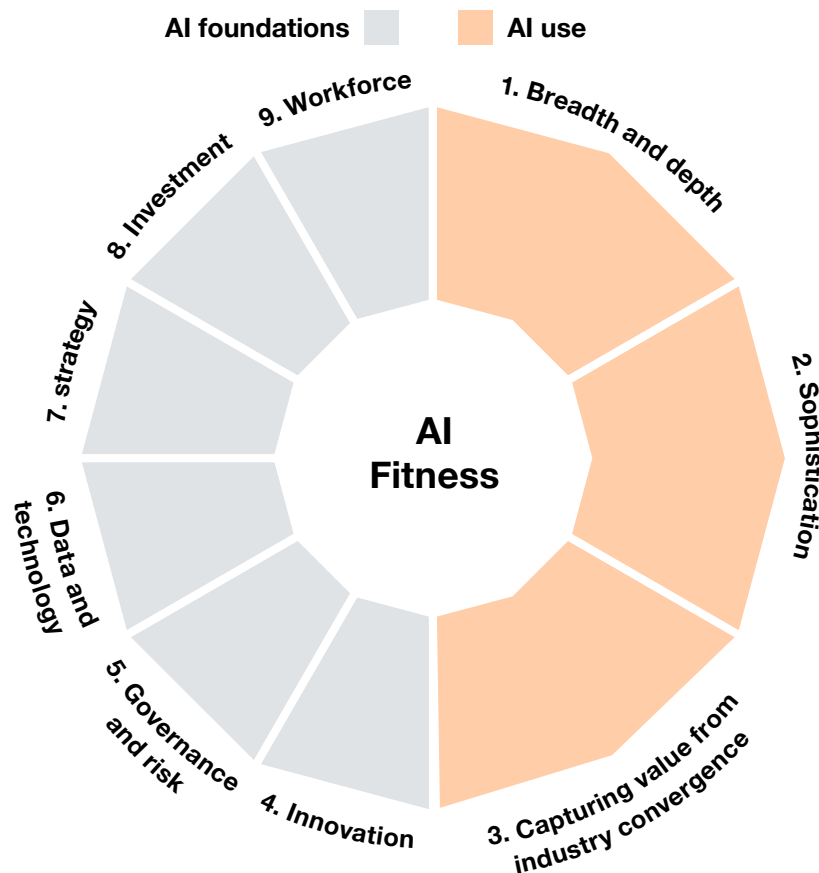 AI foundations
AI use
1. Breadth and depth
2. Sophistication
3. Capturing value from
industry convergence
4. Innovation
5. Governance
and risk
6. Data and
technology
7. strategy
8. Investment
9. Workforce
AI
Fitness